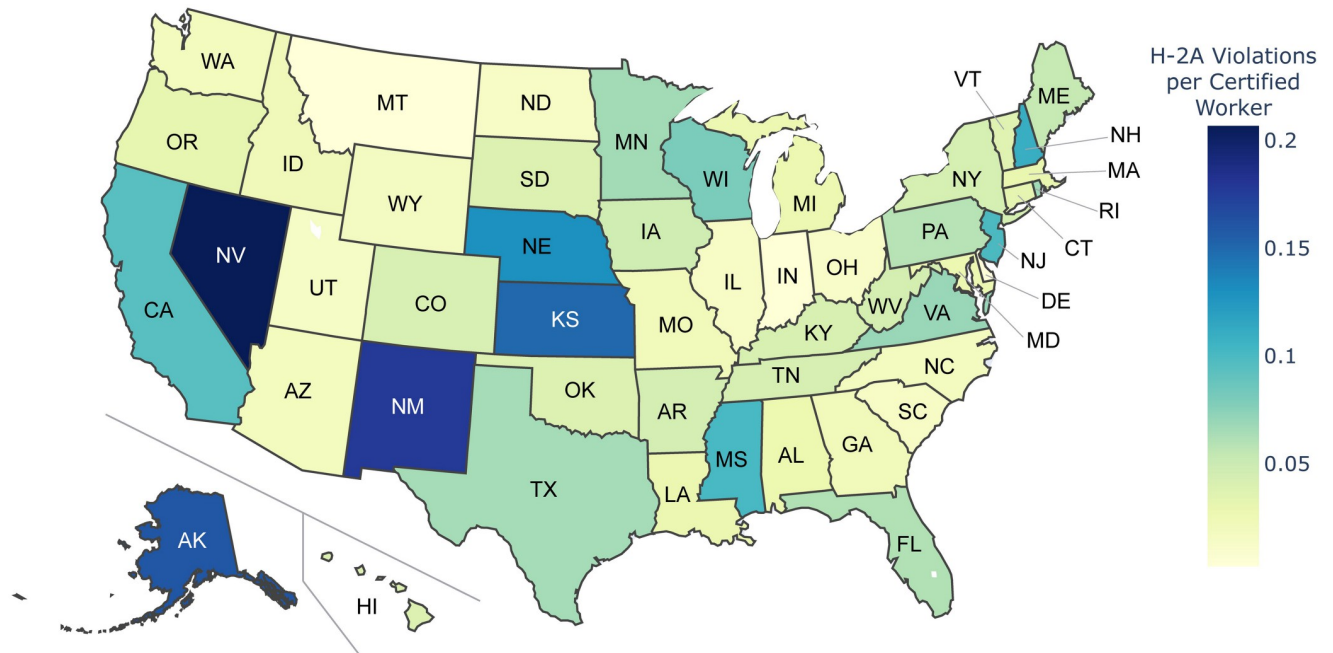 WA
MT
ND
MN
VT
ME
H-2A Violations
per Certified
Worker
OR
ID
WY
SD
WI
MI
NY
NH
MA
RI
CT
0.2
0.15
0.1
0.05
NV
UT
CO
NE
IA
IL
IN
OH
PA
NJ
DE
MD
CA
KS
MO
KY
WV
VA
AZ
NM
OK
AR
TN
NC
SC
TX
LA
MS
AL
GA
FL
AK
HI